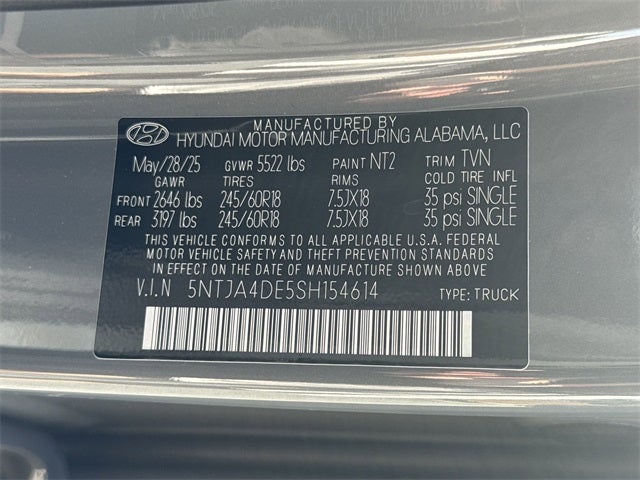 MANUFACTURED BY
HYUNDAI MOTOR MANUFACTURING ALABAMA, LLC
May/28/25 GVWR 5522 lbs PAINT NT2 TRIM TVN
GAWR TIRES RIMS COLD TIRE INFL
FRONT 2646 lbs 245/60R18 7.5JX18 35 psi SINGLE
REAR 3197 lbs 245/60R18 7.5JX18 35 psi SINGLE
THIS VEHICLE CONFORMS TO ALL APPLICABLE U.S.A. FEDERAL
MOTOR VEHICLE SAFETY AND THEFT PREVENTION STANDARDS
IN EFFECT ON THE DATE OF MANUFACTURE SHOWN ABOVE.
V.I.N 5NTJA4DE5SH154614 TYPE: TRUCK